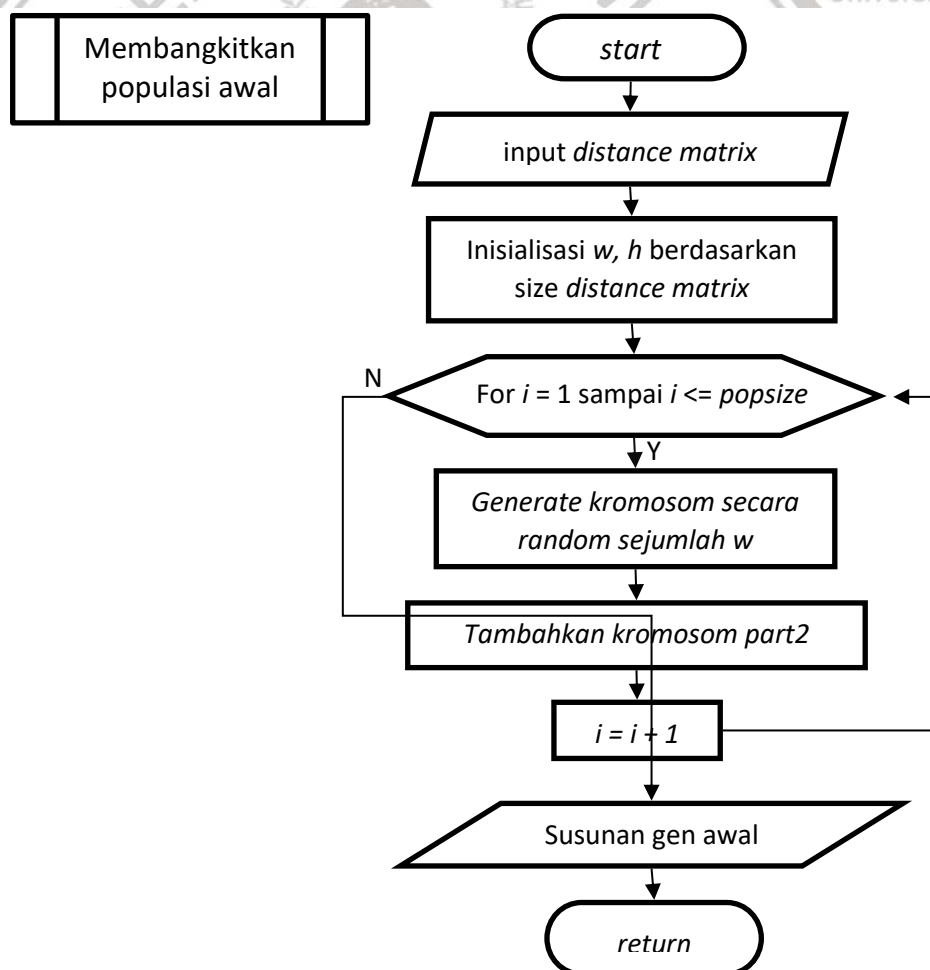 Membangkitkan
populasi awal
start
input distance matrix
Inisialisasi w, h berdasarkan
size distance matrix
N
For i = 1 sampai i <= popsize
Y
Generate kromosom secara
random sejumlah w
Tambahkan kromosom part2
i = i + 1
Susunan gen awal
return